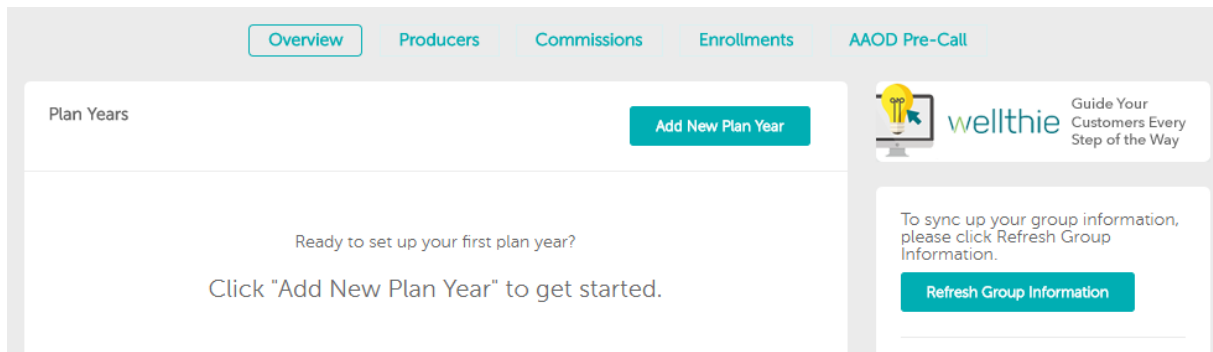 Overview Producers Commissions Enrollments AAOD Pre-Call
Plan Years
Add New Plan Year
Ready to set up your first plan year?
Click "Add New Plan Year" to get started.
wellthie
Guide Your
Customers Every
Step of the Way
To sync up your group information,
please click Refresh Group
Information.
Refresh Group Information